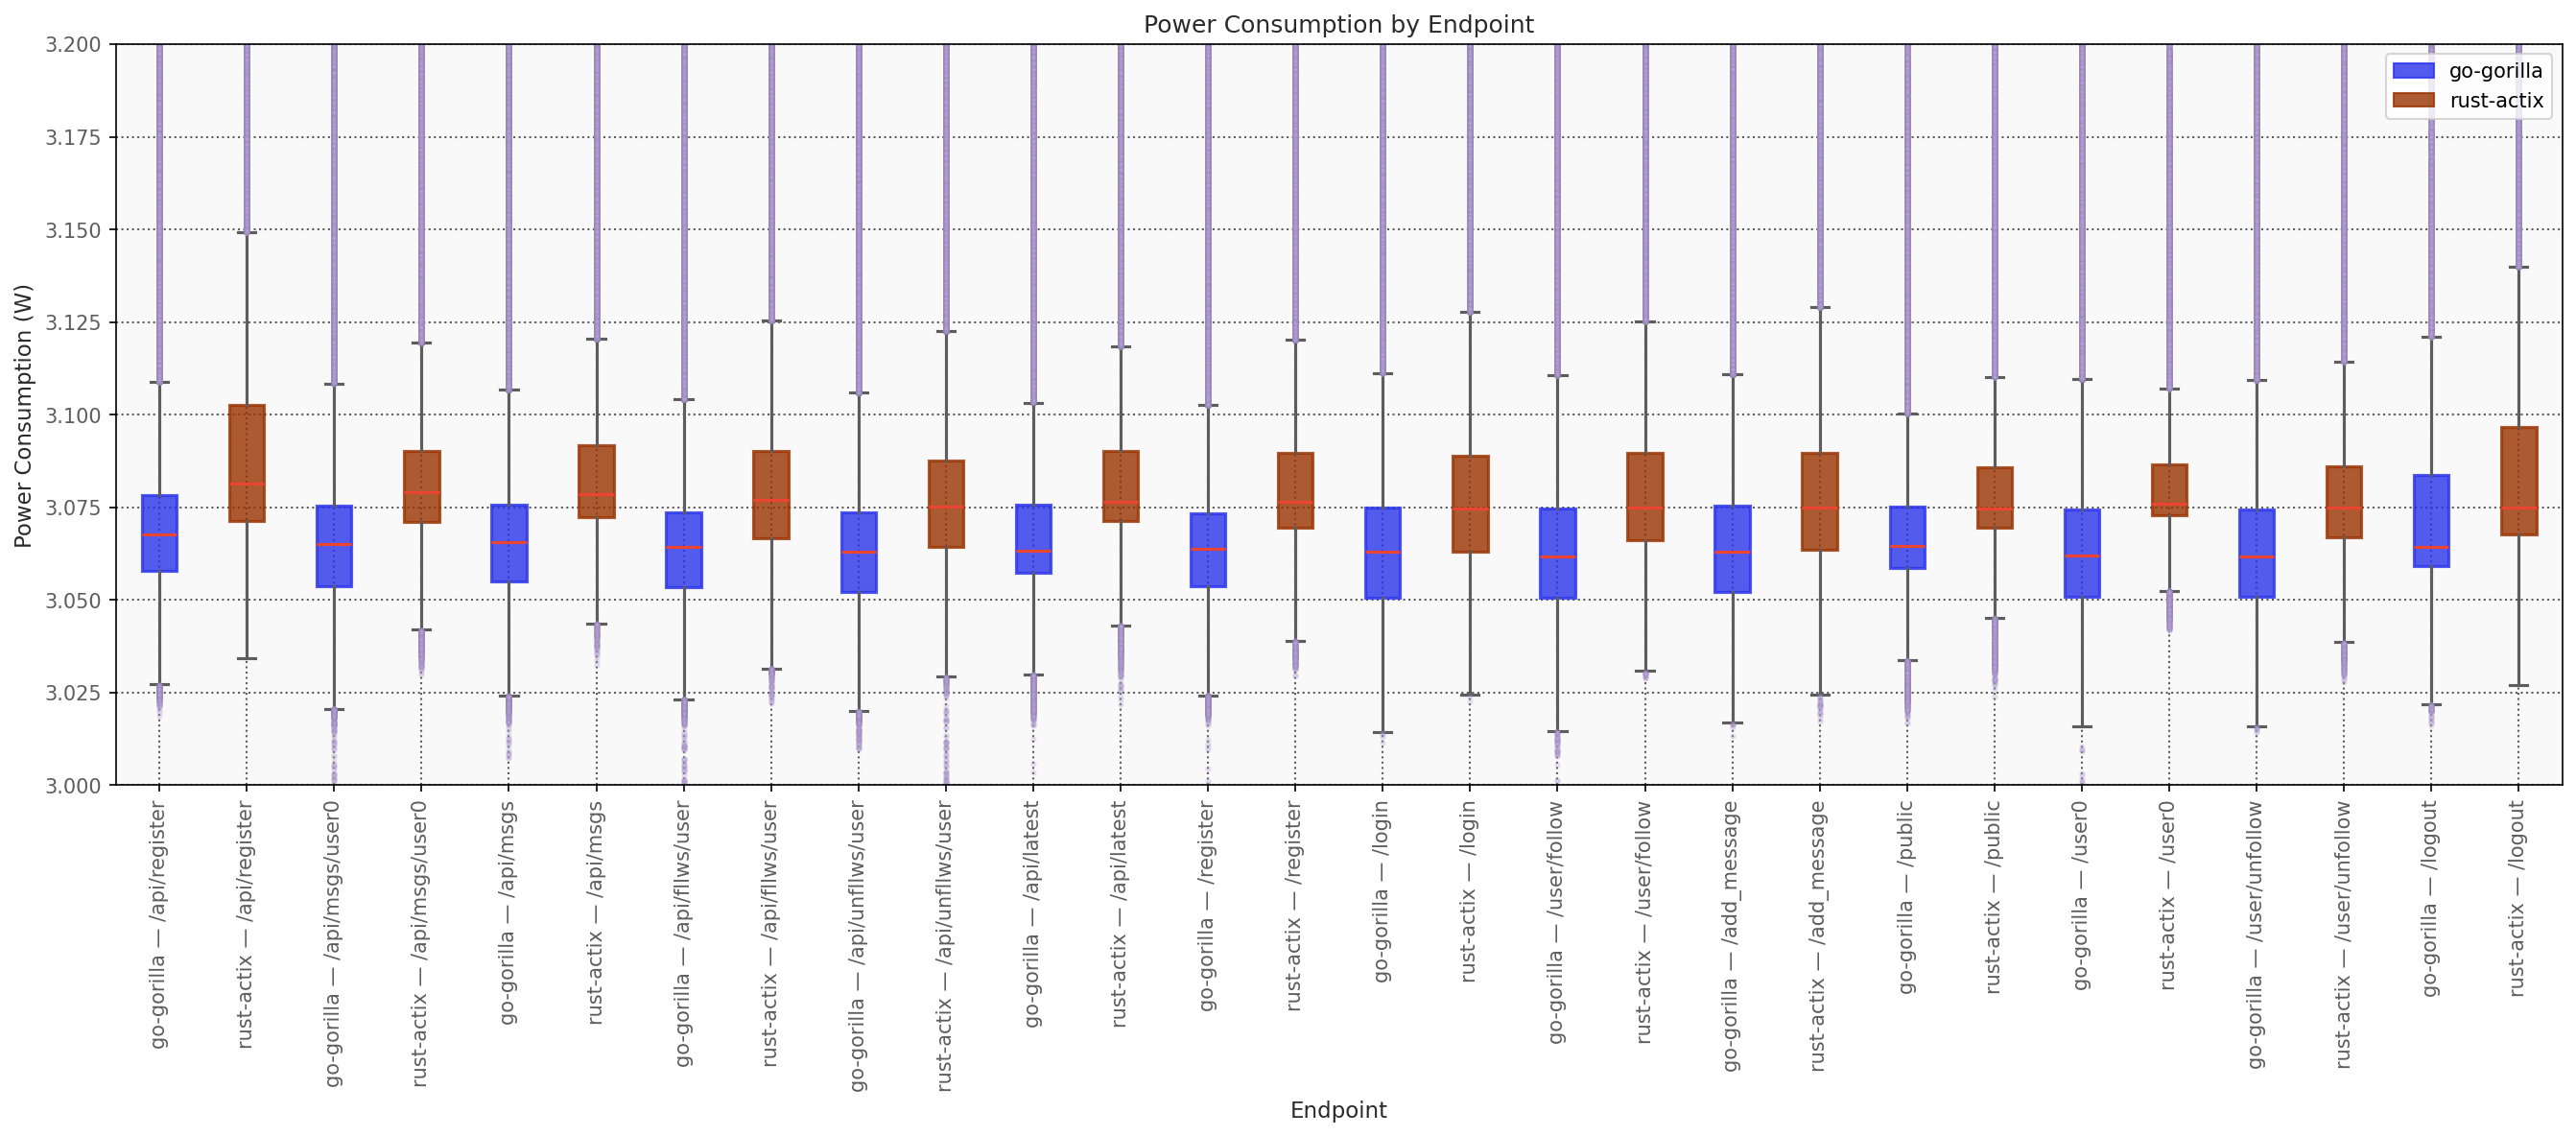 Power Consumption by Endpoint
Power Consumption (W)
3.200
3.175
3.150
3.125
3.100
3.075
3.050
3.025
3.000
go-gorilla
rust-actix
go-gorilla — /api/register
rust-actix — /api/register
go-gorilla — /api/msgs/user0
rust-actix — /api/msgs/user0
go-gorilla — /api/msgs
rust-actix — /api/msgs
go-gorilla — /api/fllws/user
rust-actix — /api/fllws/user
go-gorilla — /api/unfllws/user
rust-actix — /api/unfllws/user
go-gorilla — /api/latest
rust-actix — /api/latest
go-gorilla — /register
rust-actix — /register
go-gorilla — /login
rust-actix — /login
go-gorilla — /user/follow
rust-actix — /user/follow
go-gorilla — /add_message
rust-actix — /add_message
go-gorilla — /public
rust-actix — /public
go-gorilla — /user0
rust-actix — /user0
go-gorilla — /user/unfollow
rust-actix — /user/unfollow
go-gorilla — /logout
rust-actix — /logout
Endpoint